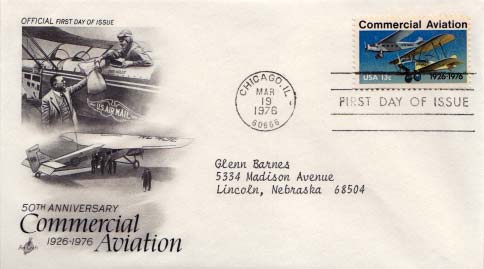 OFFICIAL FIRST DAY OF ISSUE
U.S. AIR MAIL
50TH ANNIVERSARY
Commercial
1926-1976 Aviation
ArtCraft
CHICAGO, IL
MAR
19
1976
60666
Commercial Aviation
USA 13c 1926-1976
FIRST DAY OF ISSUE
Glenn Barnes
5334 Madison Avenue
Lincoln, Nebraska 68504